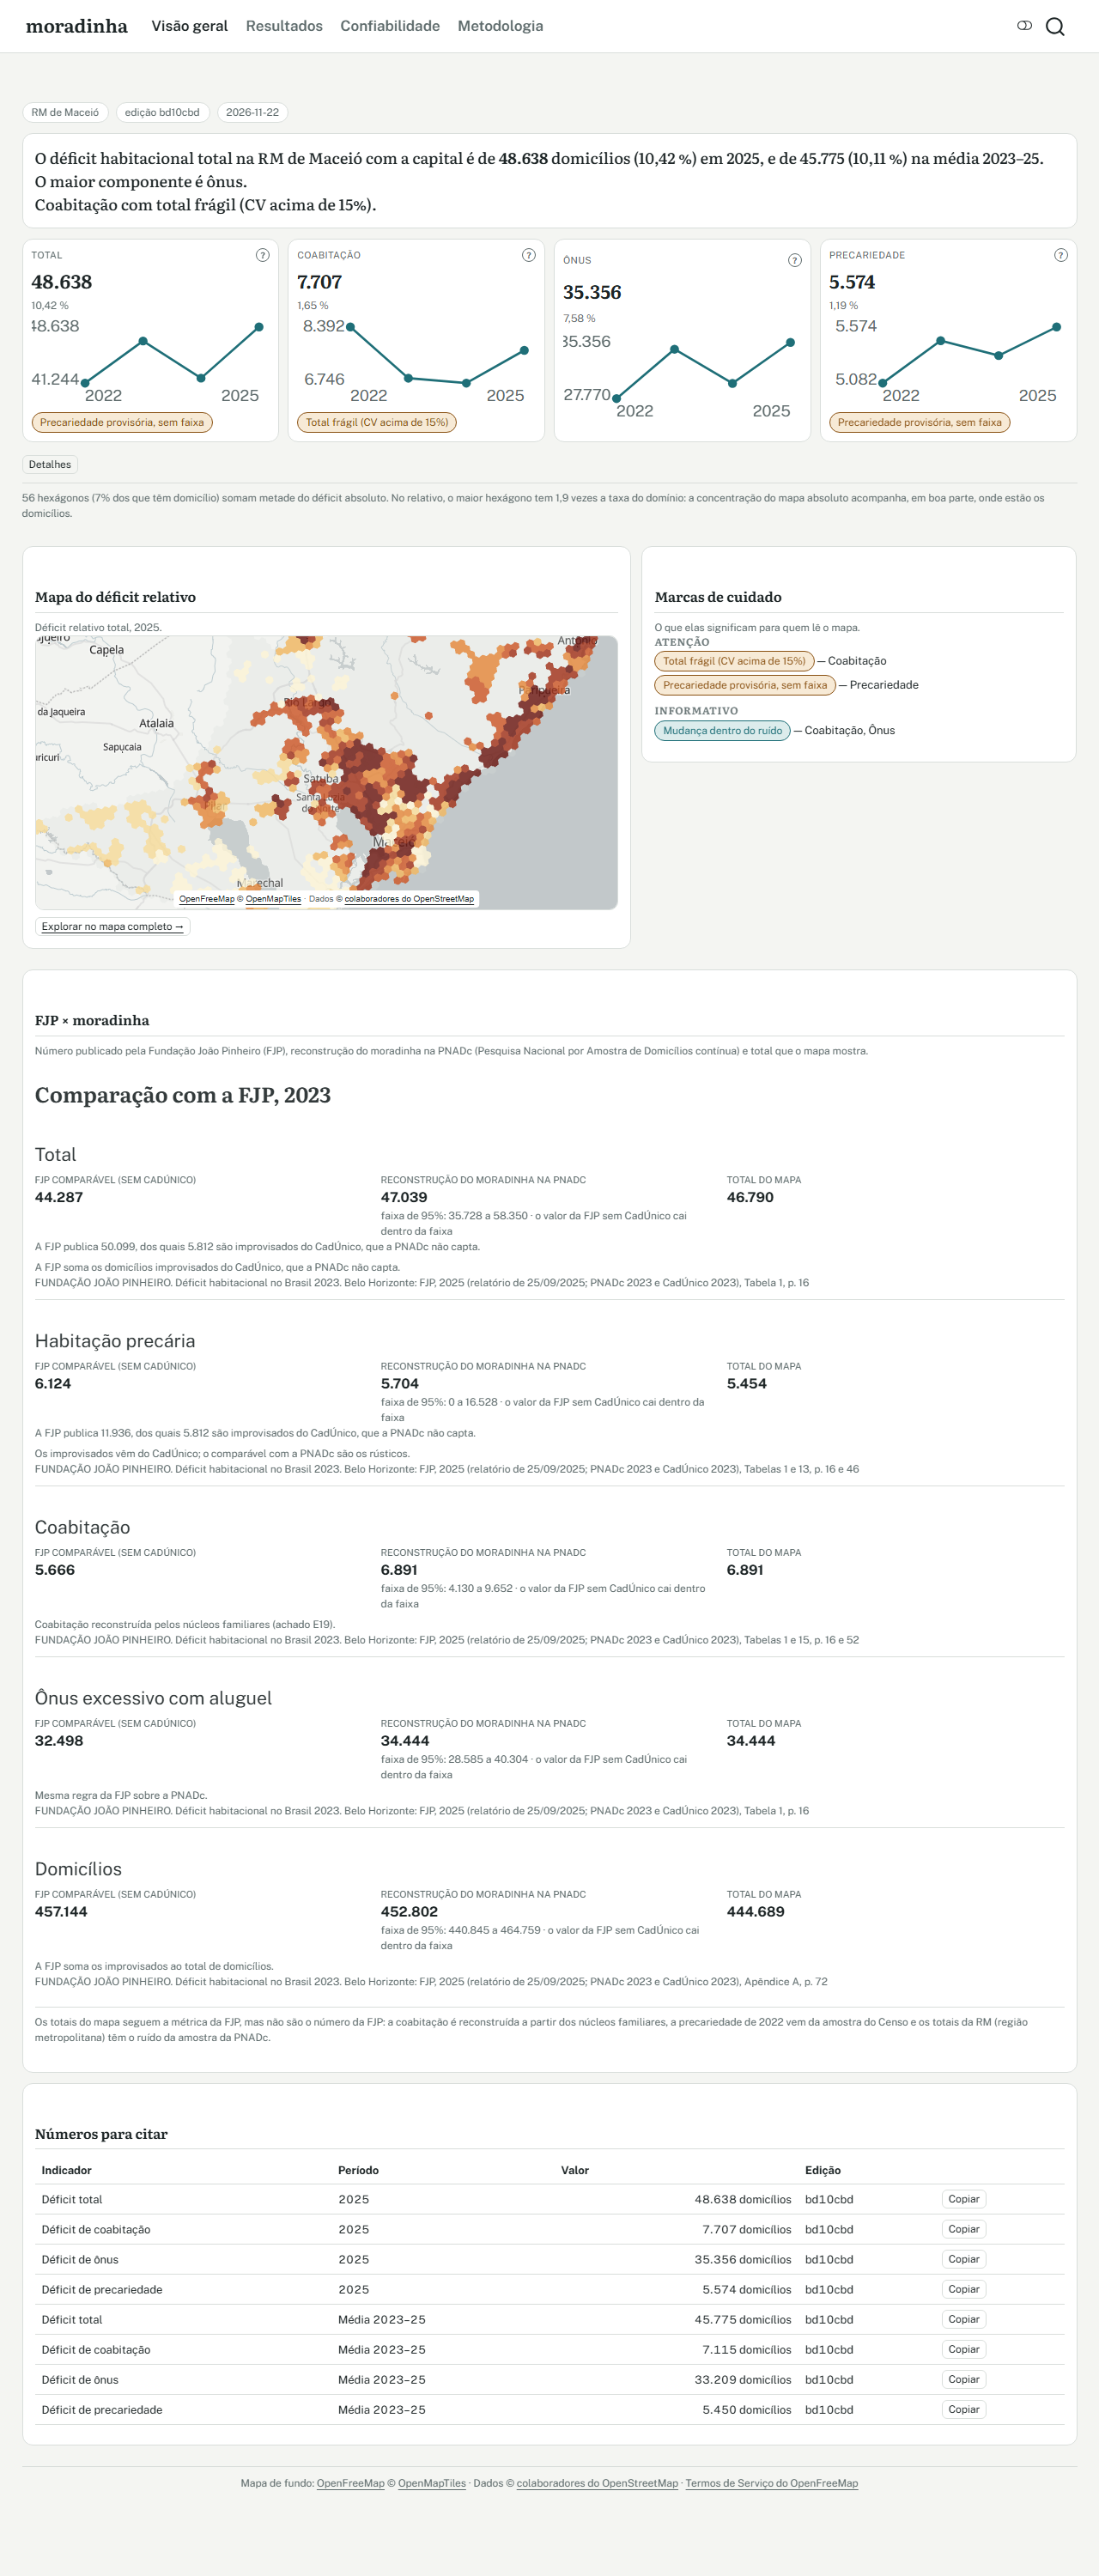 moradinha Visão geral Resultados Confiabilidade Metodologia
RM de Maceió edição bd10cbd 2026-11-22
O déficit habitacional total na RM de Maceió com a capital é de 48.638 domicílios (10,42 %) em 2025, e de 45.775 (10,11 %) na média 2023–25.
O maior componente é ônus.
Coabitação com total frágil (CV acima de 15%).
TOTAL ?
48.638
10,42 %
48.638
41.244
2022 2025
Precariedade provisória, sem faixa
COABITAÇÃO ?
7.707
1,65 %
8.392
6.746
2022 2025
Total frágil (CV acima de 15%)
ÔNUS ?
35.356
7,58 %
35.356
27.770
2022 2025
PRECARIEDADE ?
5.574
1,19 %
5.574
5.082
2022 2025
Precariedade provisória, sem faixa
Detalhes
56 hexágonos (7% dos que têm domicílio) somam metade do déficit absoluto. No relativo, o maior hexágono tem 1,9 vezes a taxa do domínio: a concentração do mapa absoluto acompanha, em boa parte, onde estão os
domicílios.
Mapa do déficit relativo
Déficit relativo total, 2025.
Capela
da Jaqueira
Atalaia
Sapucaia
Satuba
OpenFreeMap © OpenMapTiles · Dados © colaboradores do OpenStreetMap
Explorar no mapa completo →
Marcas de cuidado
O que elas significam para quem lê o mapa.
ATENÇÃO
Total frágil (CV acima de 15%) — Coabitação
Precariedade provisória, sem faixa — Precariedade
INFORMATIVO
Mudança dentro do ruído — Coabitação, Ônus
FJP × moradinha
Número publicado pela Fundação João Pinheiro (FJP), reconstrução do moradinha na PNADc (Pesquisa Nacional por Amostra de Domicílios contínua) e total que o mapa mostra.
Comparação com a FJP, 2023
Total
FJP COMPARÁVEL (SEM CADÚNICO) RECONSTRUÇÃO DO MORADINHA NA PNADC TOTAL DO MAPA
44.287 47.039 46.790
faixa de 95%: 35.728 a 58.350 · o valor da FJP sem CadÚnico cai
dentro da faixa
A FJP publica 50.099, dos quais 5.812 são improvisados do CadÚnico, que a PNADc não capta.
A FJP soma os domicílios improvisados do CadÚnico, que a PNADc não capta.
FUNDAÇÃO JOÃO PINHEIRO. Déficit habitacional no Brasil 2023. Belo Horizonte: FJP, 2025 (relatório de 25/09/2025; PNADc 2023 e CadÚnico 2023), Tabela 1, p. 16
Habitação precária
FJP COMPARÁVEL (SEM CADÚNICO) RECONSTRUÇÃO DO MORADINHA NA PNADC TOTAL DO MAPA
6.124 5.704 5.454
faixa de 95%: 0 a 16.528 · o valor da FJP sem CadÚnico cai dentro da
faixa
A FJP publica 11.936, dos quais 5.812 são improvisados do CadÚnico, que a PNADc não capta.
Os improvisados vêm do CadÚnico; o comparável com a PNADc são os rústicos.
FUNDAÇÃO JOÃO PINHEIRO. Déficit habitacional no Brasil 2023. Belo Horizonte: FJP, 2025 (relatório de 25/09/2025; PNADc 2023 e CadÚnico 2023), Tabelas 1 e 13, p. 16 e 46
Coabitação
FJP COMPARÁVEL (SEM CADÚNICO) RECONSTRUÇÃO DO MORADINHA NA PNADC TOTAL DO MAPA
5.666 6.891 6.891
faixa de 95%: 4.130 a 9.652 · o valor da FJP sem CadÚnico cai dentro
da faixa
Coabitação reconstruída pelos núcleos familiares (achado E19).
FUNDAÇÃO JOÃO PINHEIRO. Déficit habitacional no Brasil 2023. Belo Horizonte: FJP, 2025 (relatório de 25/09/2025; PNADc 2023 e CadÚnico 2023), Tabelas 1 e 15, p. 16 e 52
Ônus excessivo com aluguel
FJP COMPARÁVEL (SEM CADÚNICO) RECONSTRUÇÃO DO MORADINHA NA PNADC TOTAL DO MAPA
32.498 34.444 34.444
faixa de 95%: 28.585 a 40.304 · o valor da FJP sem CadÚnico cai
dentro da faixa
Mesma regra da FJP sobre a PNADc.
FUNDAÇÃO JOÃO PINHEIRO. Déficit habitacional no Brasil 2023. Belo Horizonte: FJP, 2025 (relatório de 25/09/2025; PNADc 2023 e CadÚnico 2023), Tabela 1, p. 16
Domicílios
FJP COMPARÁVEL (SEM CADÚNICO) RECONSTRUÇÃO DO MORADINHA NA PNADC TOTAL DO MAPA
457.144 452.802 444.689
faixa de 95%: 440.845 a 464.759 · o valor da FJP sem CadÚnico cai
dentro da faixa
A FJP soma os improvisados ao total de domicílios.
FUNDAÇÃO JOÃO PINHEIRO. Déficit habitacional no Brasil 2023. Belo Horizonte: FJP, 2025 (relatório de 25/09/2025; PNADc 2023 e CadÚnico 2023), Apêndice A, p. 72
Os totais do mapa seguem a métrica da FJP, mas não são o número da FJP: a coabitação é reconstruída a partir dos núcleos familiares, a precariedade de 2022 vem da amostra do Censo e os totais da RM (região
metropolitana) têm o ruído da amostra da PNADc.
Números para citar
Indicador Período Valor Edição
Déficit total 2025 48.638 domicílios bd10cbd Copiar
Déficit de coabitação 2025 7.707 domicílios bd10cbd Copiar
Déficit de ônus 2025 35.356 domicílios bd10cbd Copiar
Déficit de precariedade 2025 5.574 domicílios bd10cbd Copiar
Déficit total Média 2023–25 45.775 domicílios bd10cbd Copiar
Déficit de coabitação Média 2023–25 7.115 domicílios bd10cbd Copiar
Déficit de ônus Média 2023–25 33.209 domicílios bd10cbd Copiar
Déficit de precariedade Média 2023–25 5.450 domicílios bd10cbd Copiar
Mapa de fundo: OpenFreeMap © OpenMapTiles · Dados © colaboradores do OpenStreetMap · Termos de Serviço do OpenFreeMap